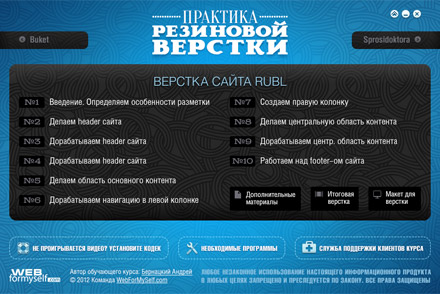 ПРАКТИКА
РЕЗИНОВОЙ
ВЕРСТКИ
Buket
Sprosidoktora
ВЕРСТКА САЙТА RUBL
№1 Введение. Определяем особенности разметки
№2 Делаем header сайта
№3 Дорабатываем header сайта
№4 Дорабатываем header сайта
№5 Делаем область основного контента
№6 Дорабатываем навигацию в левой колонке
№7 Создаем правую колонку
№8 Делаем центральную область контента
№9 Дорабатываем центр. область контента
№10 Работаем над footer-ом сайта
Дополнительные
материалы
Итоговая
верстка
Макет для
верстки
НЕ ПРОИГРЫВАЕТСЯ ВИДЕО? УСТАНОВИТЕ КОДЕК
НЕОБХОДИМЫЕ ПРОГРАММЫ
СЛУЖБА ПОДДЕРЖКИ КЛИЕНТОВ КУРСА
WEB
formyself.com
Автор обучающего курса: Бернацкий Андрей
© 2012 Команда WebForMySelf.com
ЛЮБОЕ НЕЗАКОННОЕ ИСПОЛЬЗОВАНИЕ НАСТОЯЩЕГО ИНФОРМАЦИОННОГО ПРОДУКТА
В ЛЮБЫХ ЦЕЛЯХ ЗАПРЕЩЕНО И ПРЕСЛЕДУЕТСЯ ПО ЗАКОНУ. ВСЕ ПРАВА ЗАЩИЩЕНЫ